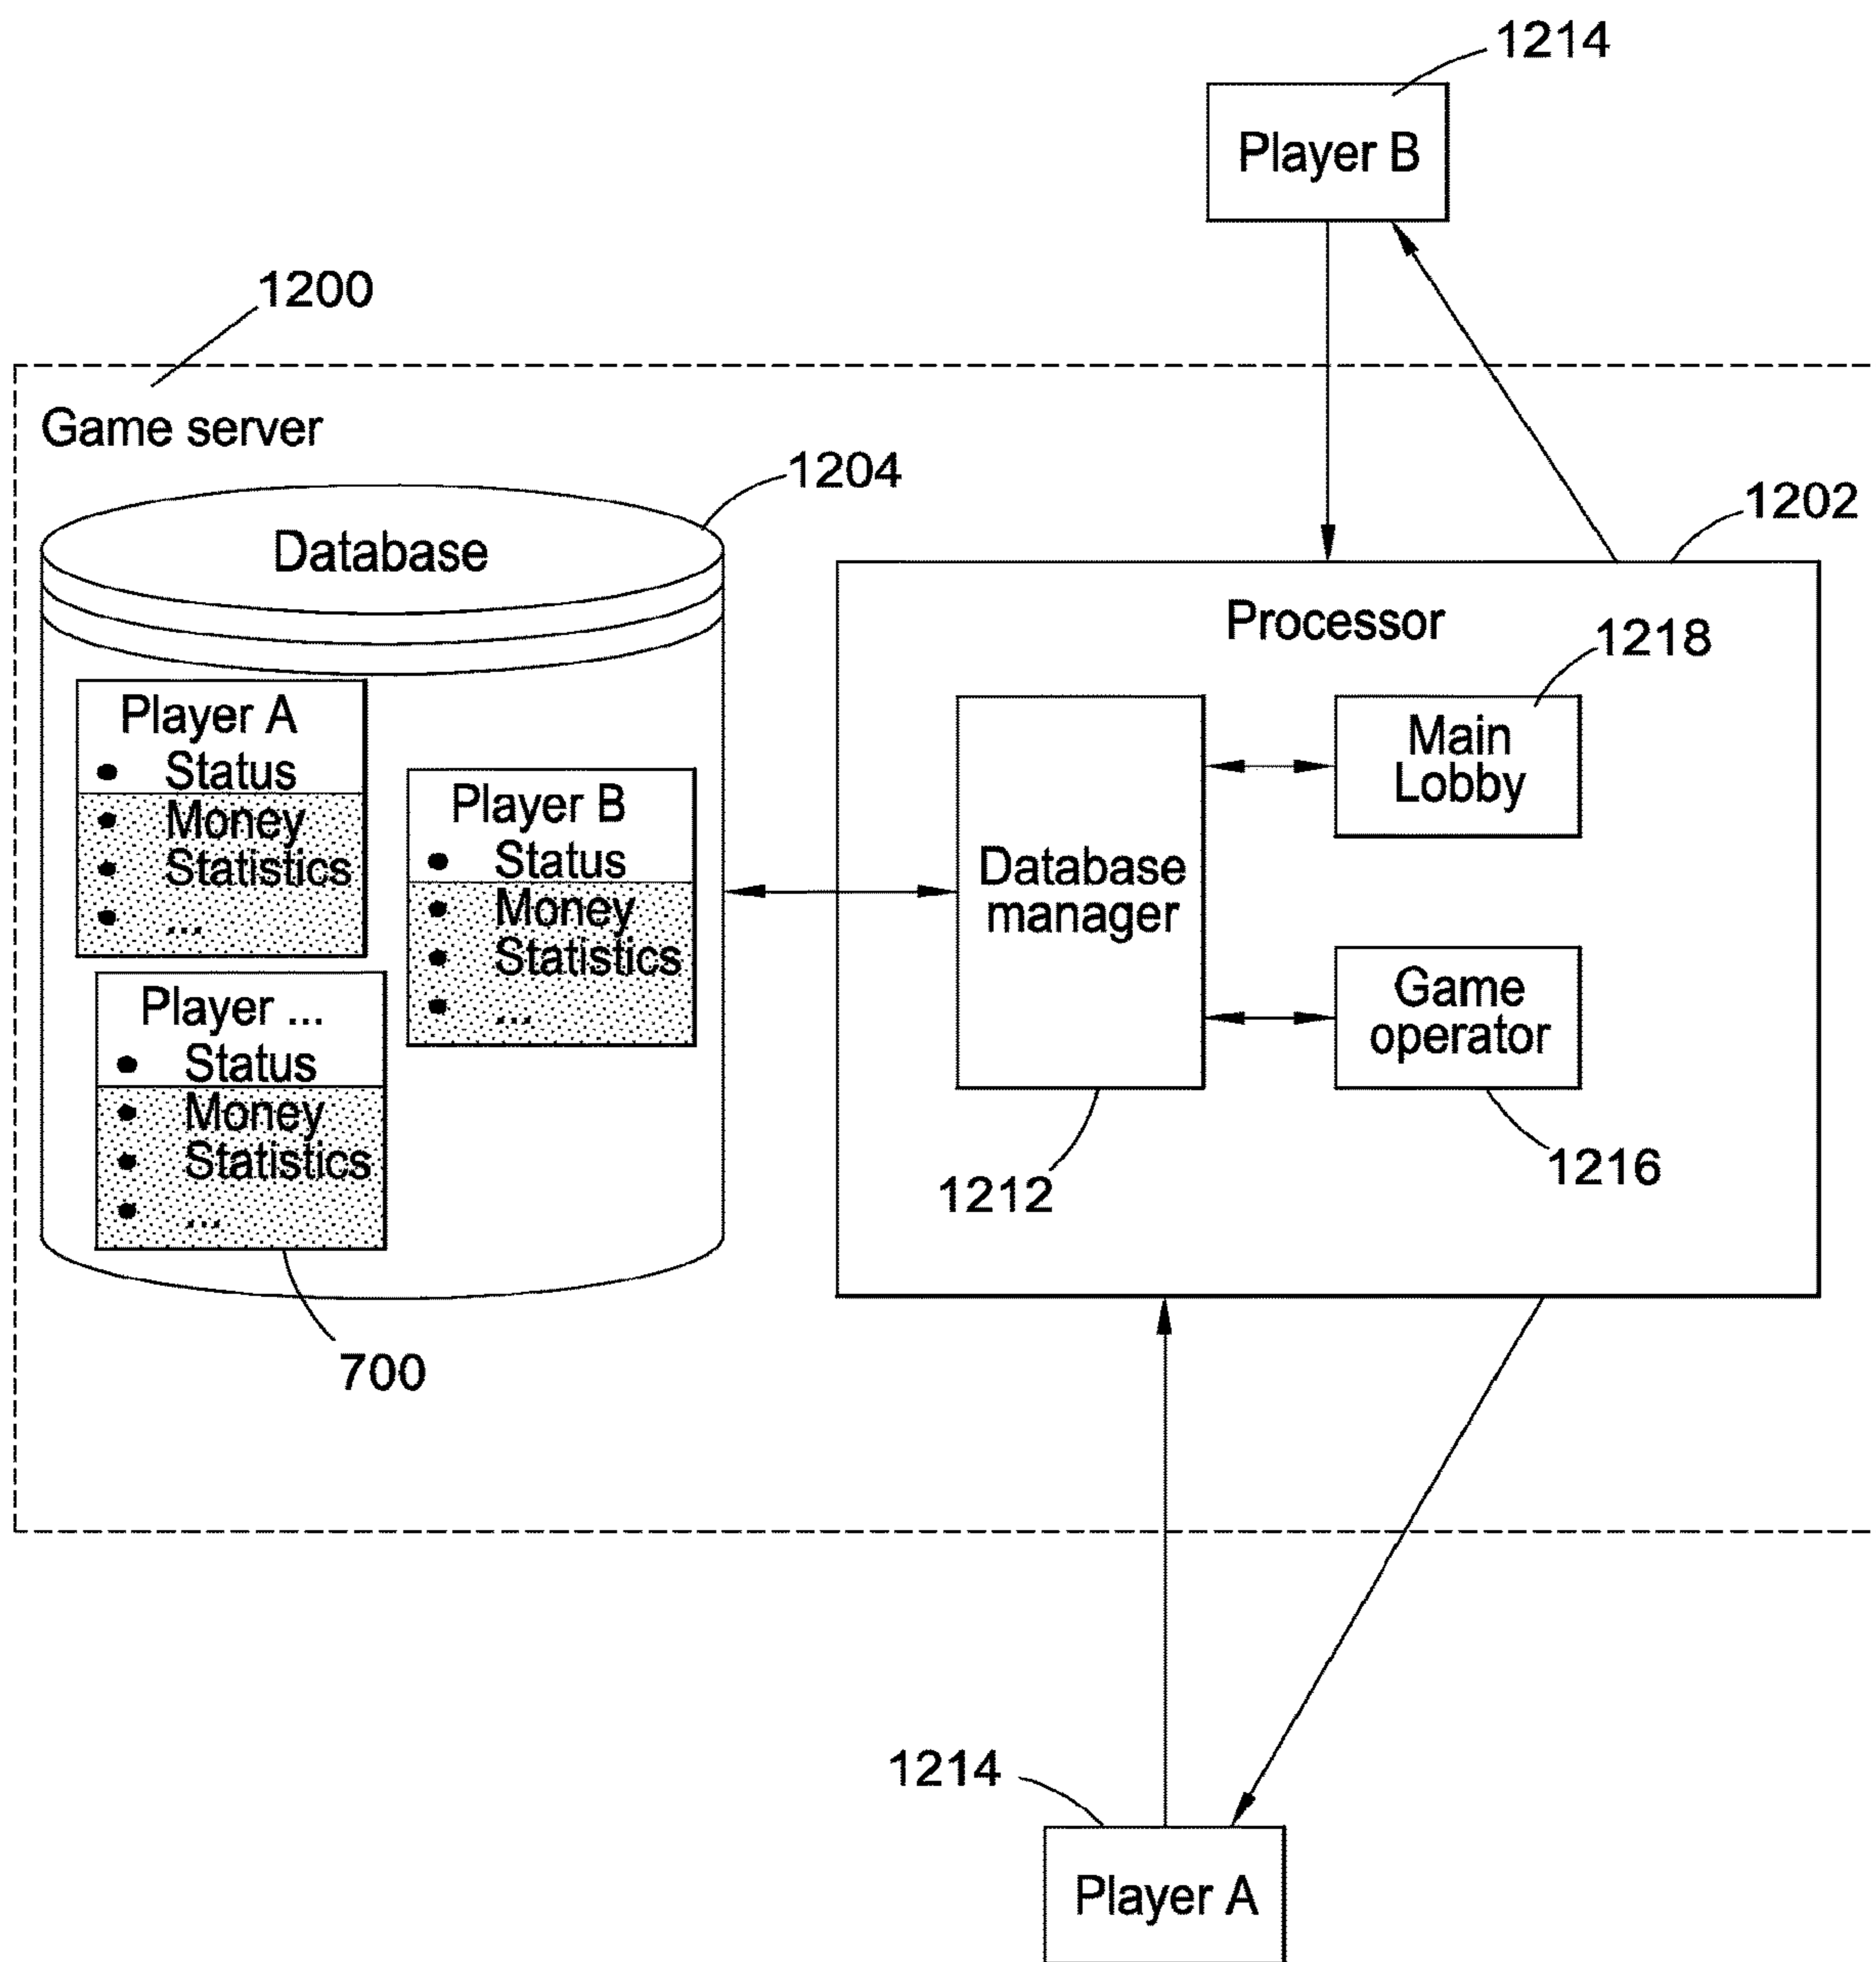 1214
Player B
1200
Game server
1204
Database
1202
Processor
1218
Player A
• Status
• Money
• Statistics
• ...
Player B
• Status
• Money
• Statistics
• ...
Player ...
• Status
• Money
• Statistics
• ...
700
Database
manager
1212
Main
Lobby
Game
operator
1216
1214
Player A